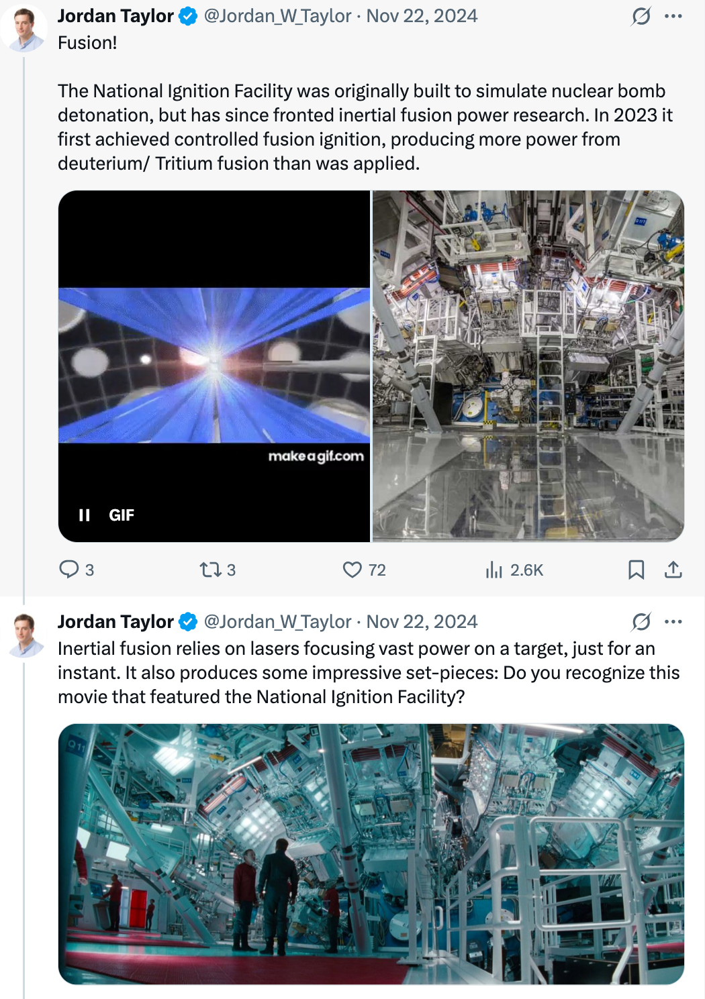 Jordan Taylor @Jordan_W_Taylor · Nov 22, 2024
Fusion!
The National Ignition Facility was originally built to simulate nuclear bomb
detonation, but has since fronted inertial fusion power research. In 2023 it
first achieved controlled fusion ignition, producing more power from
deuterium/ Tritium fusion than was applied.
makeagif.com
GIF
3 3 72 2.6K
Jordan Taylor @Jordan_W_Taylor · Nov 22, 2024
Inertial fusion relies on lasers focusing vast power on a target, just for an
instant. It also produces some impressive set-pieces: Do you recognize this
movie that featured the National Ignition Facility?
Q11